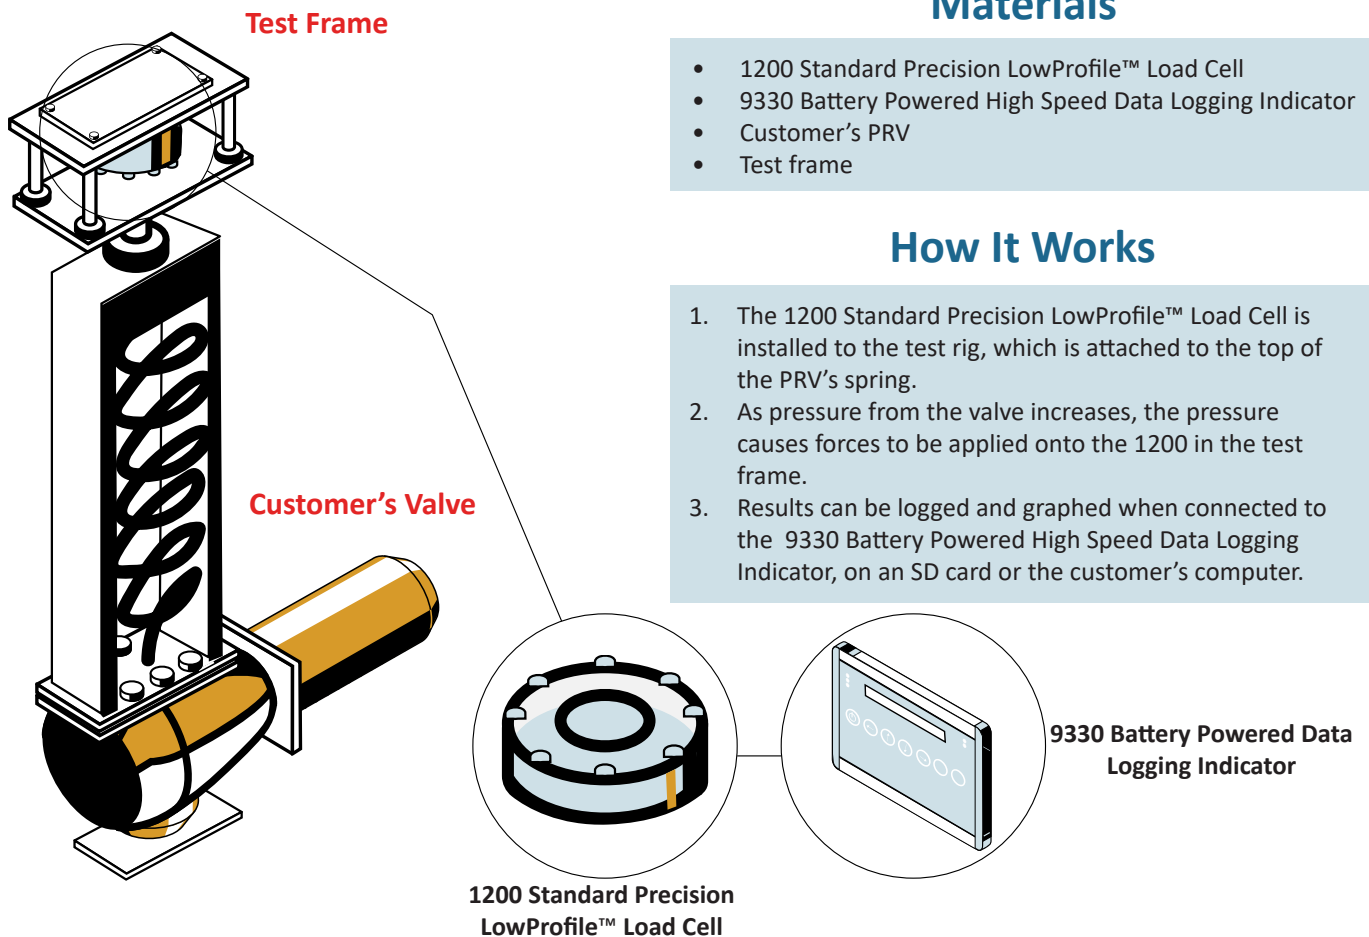 Test Frame
Materials
• 1200 Standard Precision LowProfile™ Load Cell
• 9330 Battery Powered High Speed Data Logging Indicator
• Customer’s PRV
• Test frame
How It Works
1. The 1200 Standard Precision LowProfile™ Load Cell is
installed to the test rig, which is attached to the top of
the PRV’s spring.
2. As pressure from the valve increases, the pressure
causes forces to be applied onto the 1200 in the test
frame.
3. Results can be logged and graphed when connected to
the 9330 Battery Powered High Speed Data Logging
Indicator, on an SD card or the customer’s computer.
Customer’s Valve
9330 Battery Powered Data
Logging Indicator
1200 Standard Precision
LowProfile™ Load Cell